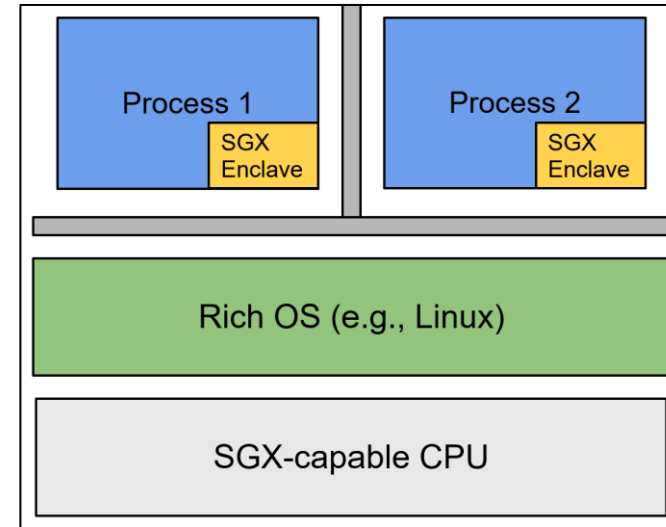 Process 1
SGX
Enclave
Process 2
SGX
Enclave
Rich OS (e.g., Linux)
SGX-capable CPU